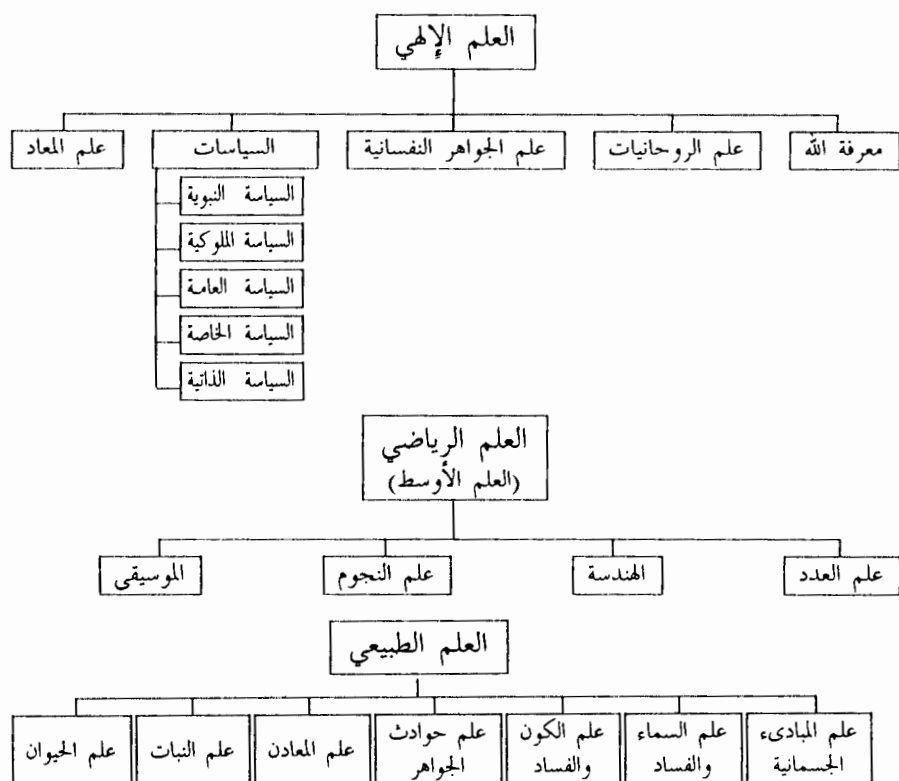 العلم الإلهي
معرفة الله
علم الروحانيات
علم الجواهر النفسانية
السياسات
علم المعاد
السياسة النبوية
السياسة الملوكية
السياسة العامة
السياسة الخاصة
السياسة الذاتية
العلم الرياضي
(العلم الأوسط)
علم العدد
الهندسة
علم النجوم
الموسيقى
العلم الطبيعي
علم المبادىء
الجسمانية
علم السماء
والفساد
علم الكون
والفساد
علم حوادث
الجواهر
علم المعادن
علم النبات
علم الحيوان